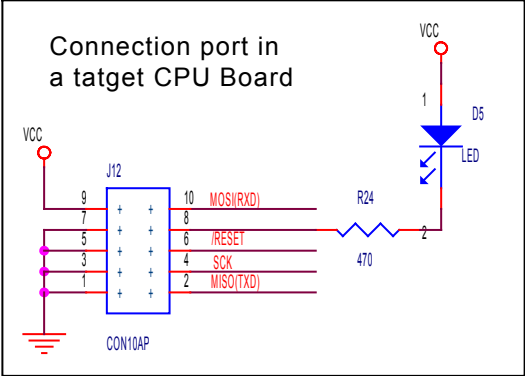 Connection port in
a tatget CPU Board
VCC
1
D5
LED
VCC
J12
9
10
MOSI(RXD)
R24
7
8
5
6
/RESET
2
3
4
SCK
470
1
2
MISO(TXD)
CON10AP